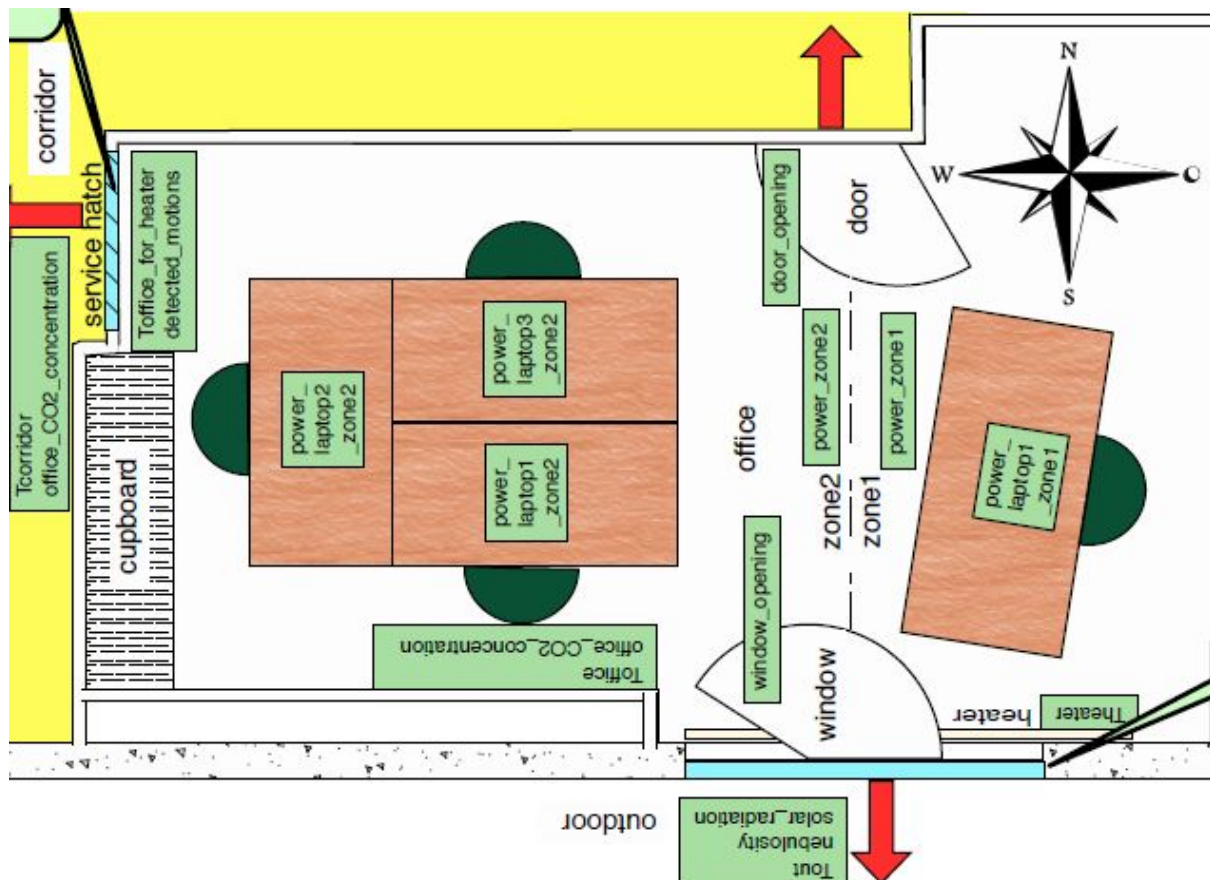 corridor
service hatch
Tcorridor
office_CO2_concentration
Toffice_for_heater
detected_motions
cupboard
power_
laptop2
_zone2
power_
laptop3
_zone2
power_
laptop1
_zone2
Toffice
office_CO2_concentration
office
door_opening
door
power_zone2
power_zone1
zone2
zone1
window_opening
window
power_
laptop1
_zone1
N
W
O
S
heater
Theater
outdoor
Tout
nebulosity
solar_radiation